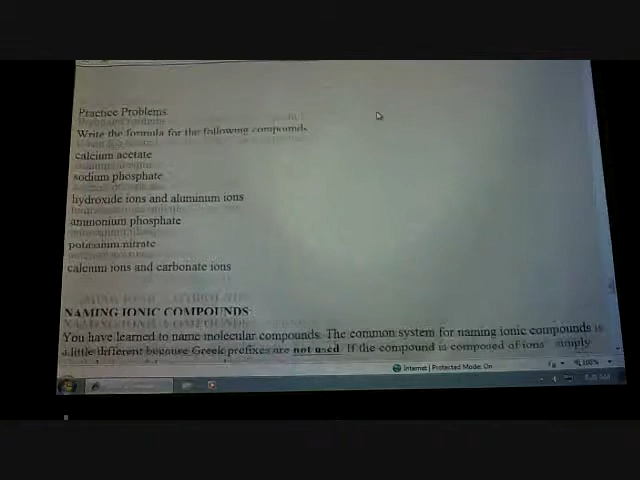 Practice Problems
Write the formula for the following compounds.
calcium acetate
sodium phosphate
hydroxide ions and aluminum ions
ammonium phosphate
potassium nitrate
calcium ions and carbonate ions
NAMING IONIC COMPOUNDS
You have learned to name molecular compounds. The common system for naming ionic compounds is
a little different because Greek prefixes are not used. If the compound is composed of ions simply
Internet | Protected Mode: On
100%